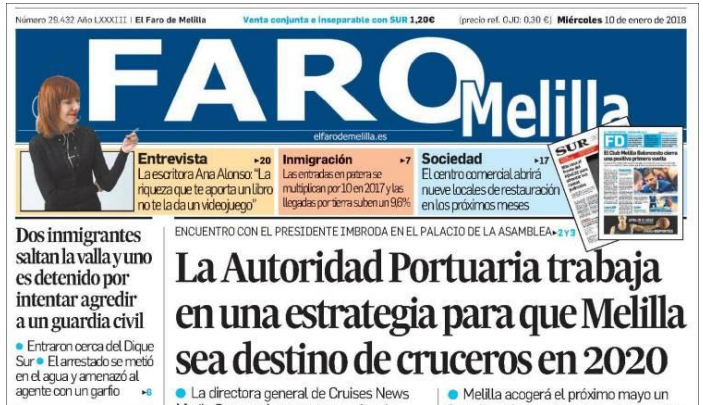 Número 29.432 Año LXXXIII | El Faro de Melilla
Venta conjunta e inseparable con SUR 1,20€
(precio ref. OJD: 0,30 €) Miércoles 10 de enero de 2018
FARO
Melilla
elfarodemelilla.es
Entrevista ▸20
La escritora Ana Alonso: “La
riqueza que te aporta un libro
no te la da un videojuego”
Inmigración ▸7
Las entradas en patera se
multiplican por 10 en 2017 y las
llegadas por tierra suben un 9,6%
Sociedad ▸17
El centro comercial abrirá
nueve locales de restauración
en los próximos meses
SUR
FD
El Club Melilla Baloncesto cierra
una positiva primera vuelta
Dos inmigrantes
saltan la valla y uno
es detenido por
intentar agredir
a un guardia civil
● Entraron cerca del Dique
Sur ● El arrestado se metió
en el agua y amenazó al
agente con un garfio ▸6
ENCUENTRO CON EL PRESIDENTE IMBRODA EN EL PALACIO DE LA ASAMBLEA ▸2 Y 3
La Autoridad Portuaria trabaja
en una estrategia para que Melilla
sea destino de cruceros en 2020
● La directora general de Cruises News
● Melilla acogerá el próximo mayo un